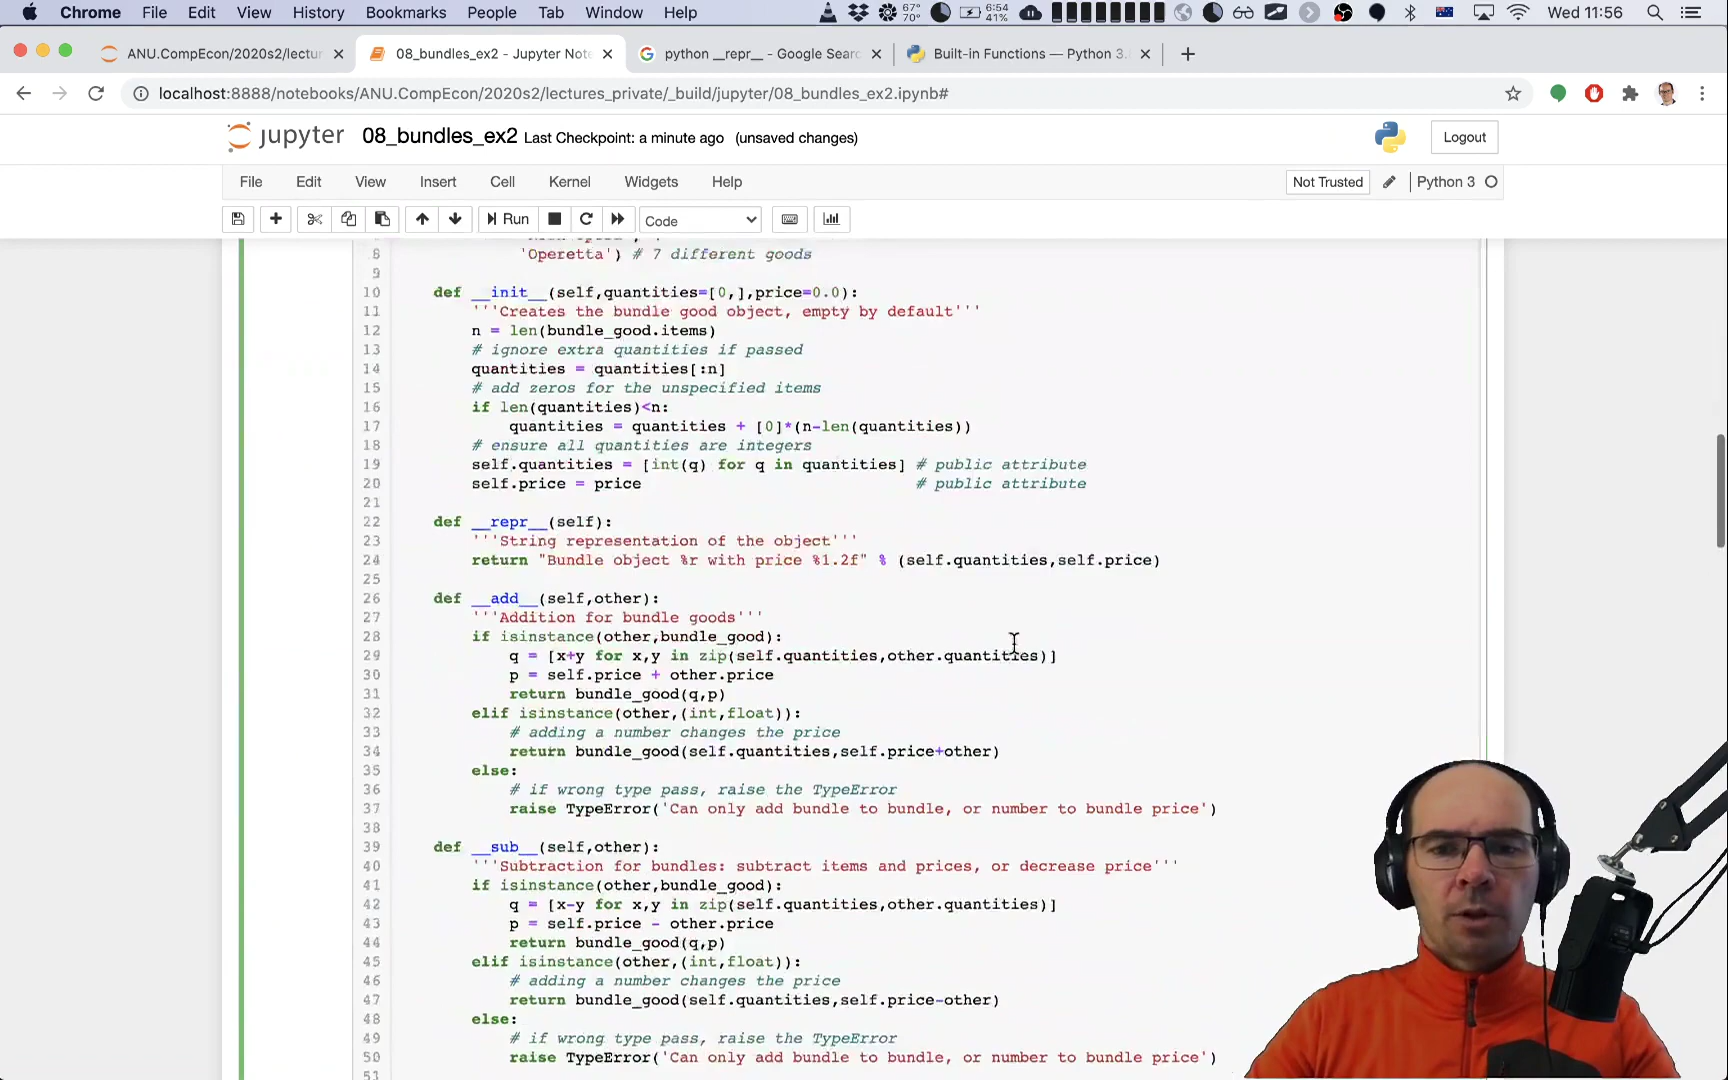 Chrome File Edit View History Bookmarks People Tab Window Help 67° 70° 6:54 41% Wed 11:56
ANU.CompEcon/2020s2/lectur 08_bundles_ex2 - Jupyter Note python __repr__ - Google Searc Built-in Functions — Python 3.
localhost:8888/notebooks/ANU.CompEcon/2020s2/lectures_private/_build/jupyter/08_bundles_ex2.ipynb#
jupyter 08_bundles_ex2 Last Checkpoint: a minute ago (unsaved changes) Logout
File Edit View Insert Cell Kernel Widgets Help Not Trusted Python 3
Run Code
8 'Operetta') # 7 different goods
9
10 def __init__(self,quantities=[0,],price=0.0):
11 '''Creates the bundle good object, empty by default'''
12 n = len(bundle_good.items)
13 # ignore extra quantities if passed
14 quantities = quantities[:n]
15 # add zeros for the unspecified items
16 if len(quantities)<n:
17 quantities = quantities + [0]*(n-len(quantities))
18 # ensure all quantities are integers
19 self.quantities = [int(q) for q in quantities] # public attribute
20 self.price = price # public attribute
21
22 def __repr__(self):
23 '''String representation of the object'''
24 return "Bundle object %r with price %1.2f" % (self.quantities,self.price)
25
26 def __add__(self,other):
27 '''Addition for bundle goods'''
28 if isinstance(other,bundle_good):
29 q = [x+y for x,y in zip(self.quantities,other.quantities)]
30 p = self.price + other.price
31 return bundle_good(q,p)
32 elif isinstance(other,(int,float)):
33 # adding a number changes the price
34 return bundle_good(self.quantities,self.price+other)
35 else:
36 # if wrong type pass, raise the TypeError
37 raise TypeError('Can only add bundle to bundle, or number to bundle price')
38
39 def __sub__(self,other):
40 '''Subtraction for bundles: subtract items and prices, or decrease price'''
41 if isinstance(other,bundle_good):
42 q = [x-y for x,y in zip(self.quantities,other.quantities)]
43 p = self.price - other.price
44 return bundle_good(q,p)
45 elif isinstance(other,(int,float)):
46 # adding a number changes the price
47 return bundle_good(self.quantities,self.price-other)
48 else:
49 # if wrong type pass, raise the TypeError
50 raise TypeError('Can only add bundle to bundle, or number to bundle price')
51